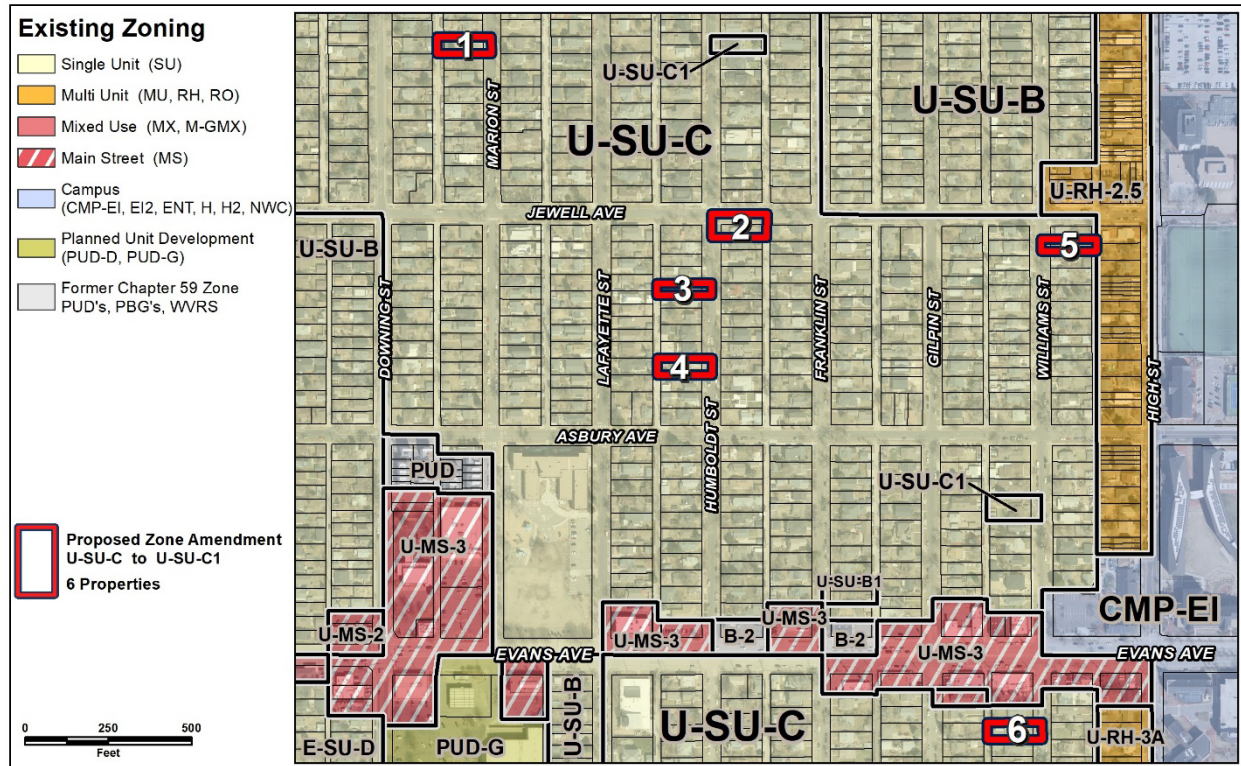 Existing Zoning
Single Unit (SU)
Multi Unit (MU, RH, RO)
Mixed Use (MX, M-GMX)
Main Street (MS)
Campus
(CMP-EI, EI2, ENT, H, H2, NWC)
Planned Unit Development
(PUD-D, PUD-G)
Former Chapter 59 Zone
PUD's, PBG's, WVRS
Proposed Zone Amendment
U-SU-C to U-SU-C1
6 Properties
0 250 500
Feet
1
MARION ST
U-SU-C1
U-SU-B
U-SU-C
U-RH-2.5
JEWELL AVE
2
U-SU-B
5
3
DOWNING ST
LAFAYETTE ST
FRANKLIN ST
GILPIN ST
WILLIAMS ST
HIGH ST
4
HUMBOLDT ST
ASBURY AVE
PUD
U-SU-C1
U-MS-3
U-SU-B1
CMP-EI
U-MS-2
U-MS-3
B-2
U-MS-3
B-2
U-MS-3
EVANS AVE
EVANS AVE
U-SU-B
U-SU-C
6
U-RH-3A
E-SU-D
PUD-G